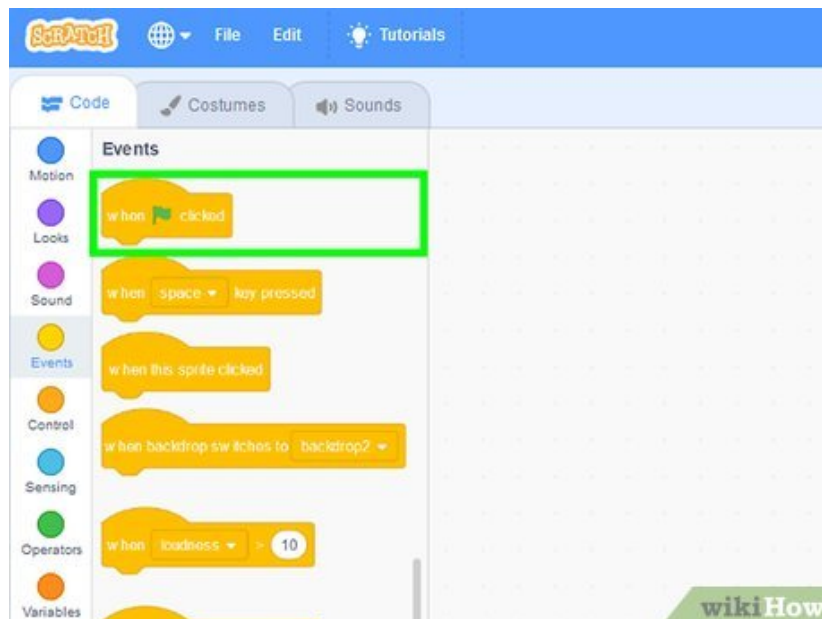 SCRATCH File Edit Tutorials
Code Costumes Sounds
Events
Motion
when clicked
Looks
when space key pressed
Sound
Events
when this sprite clicked
Control
when backdrop switches to backdrop2
Sensing
Operators
when loudness > 10
Variables
wikiHow